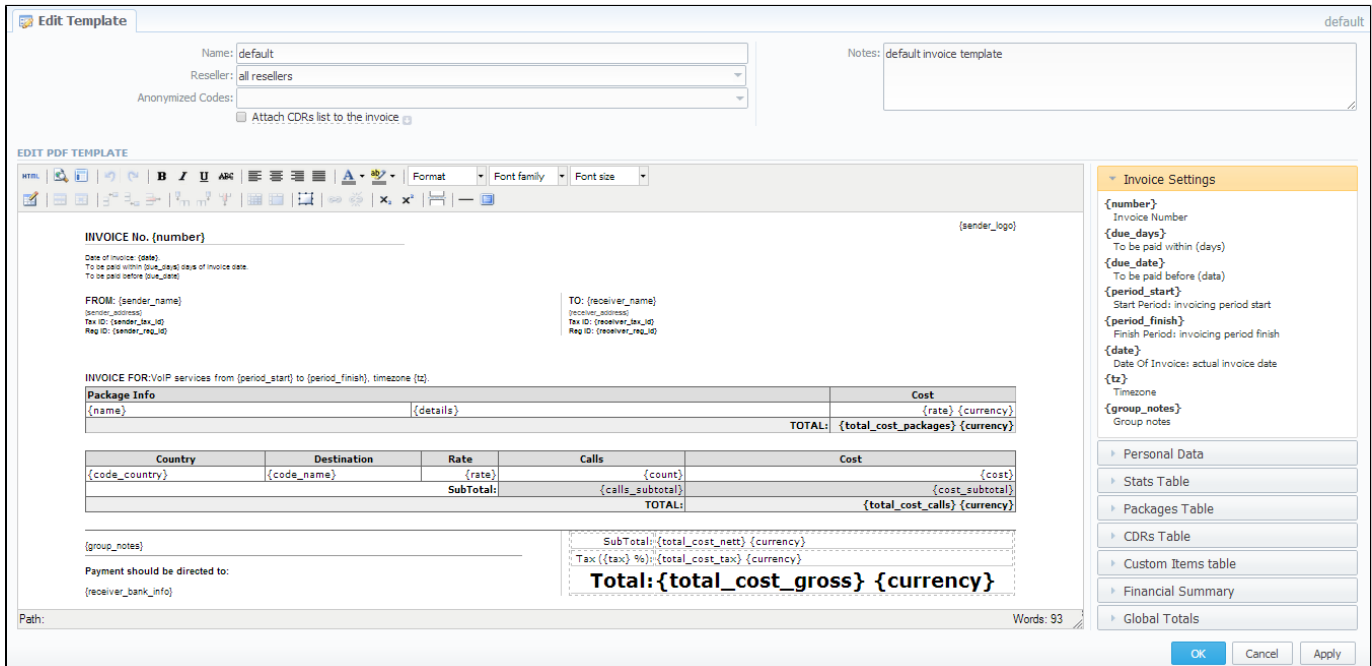 Edit Template
default
Name: default
Notes: default invoice template
Reseller: all resellers
Anonymized Codes:
Attach CDRs list to the invoice
EDIT PDF TEMPLATE
HTML B I U ABC A ab Format Font family Font size
x₂ x²
INVOICE No. {number}
{sender_logo}
Date of invoice: {date}.
To be paid within {due_days} days of invoice date.
To be paid before {due_date}
FROM: {sender_name}
{sender_address}
Tax ID: {sender_tax_id}
Reg ID: {sender_reg_id}
TO: {receiver_name}
{receiver_address}
Tax ID: {receiver_tax_id}
Reg ID: {receiver_reg_id}
INVOICE FOR:VoIP services from {period_start} to {period_finish}, timezone {tz}.
Package Info Cost
{name} {details} {rate} {currency}
TOTAL: {total_cost_packages} {currency}
Country Destination Rate Calls Cost
{code_country} {code_name} {rate} {count} {cost}
SubTotal: {calls_subtotal} {cost_subtotal}
TOTAL: {total_cost_calls} {currency}
{group_notes}
Payment should be directed to:
{receiver_bank_info}
SubTotal: {total_cost_nett} {currency}
Tax ({tax} %): {total_cost_tax} {currency}
Total: {total_cost_gross} {currency}
Path:
Words: 93
Invoice Settings
{number}
Invoice Number
{due_days}
To be paid within (days)
{due_date}
To be paid before (data)
{period_start}
Start Period: invoicing period start
{period_finish}
Finish Period: invoicing period finish
{date}
Date Of Invoice: actual invoice date
{tz}
Timezone
{group_notes}
Group notes
Personal Data
Stats Table
Packages Table
CDRs Table
Custom Items table
Financial Summary
Global Totals
OK Cancel Apply